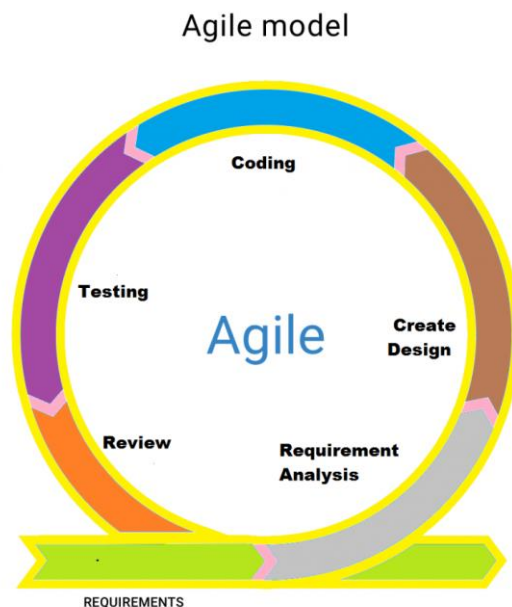 Agile model
Coding
Testing
Agile
Create
Design
Review
Requirement
Analysis
REQUIREMENTS